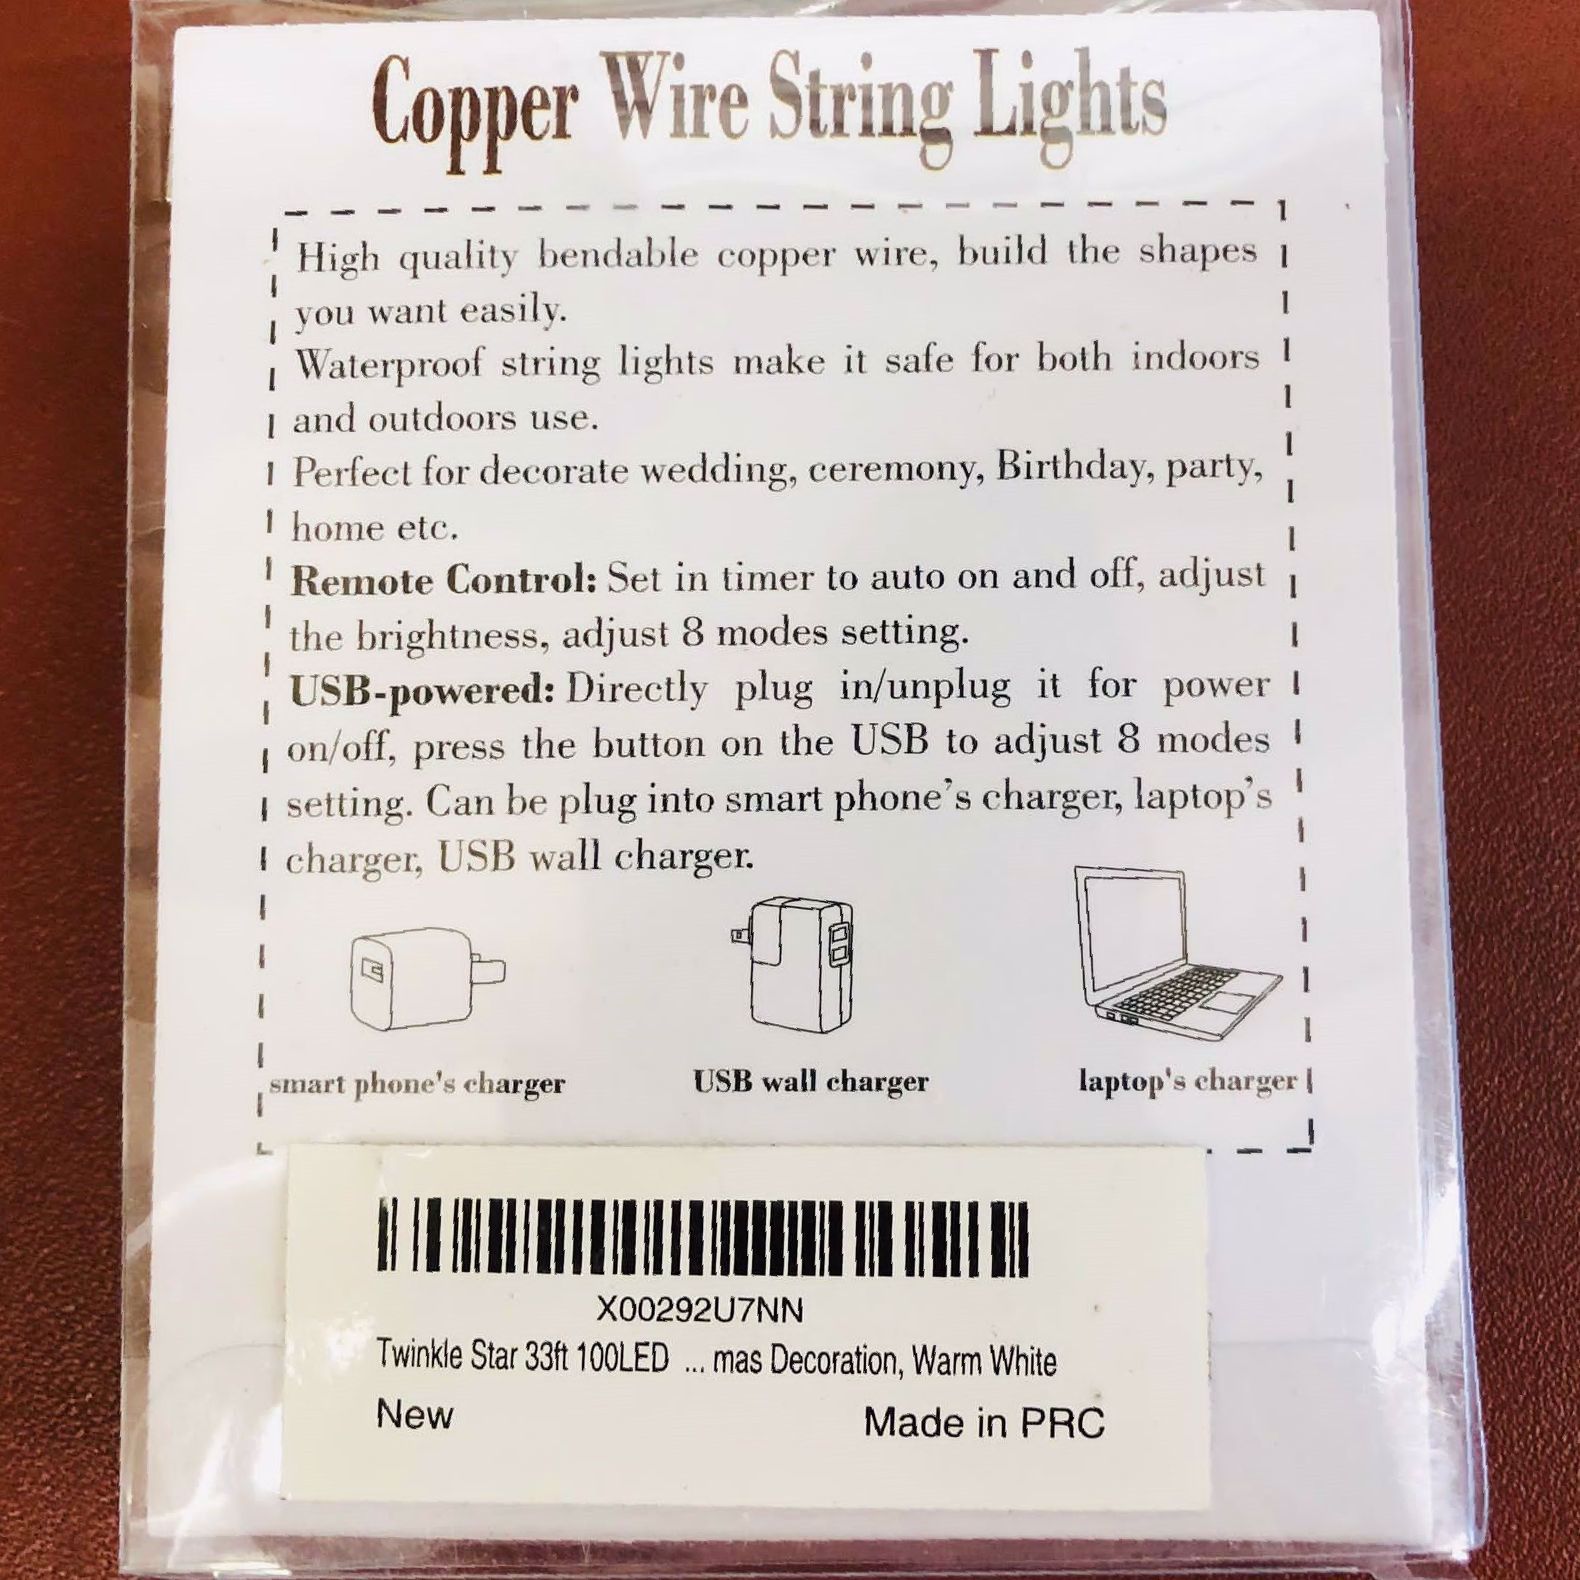 Copper Wire String Lights
High quality bendable copper wire, build the shapes
you want easily.
Waterproof string lights make it safe for both indoors
and outdoors use.
Perfect for decorate wedding, ceremony, Birthday, party,
home etc.
Remote Control: Set in timer to auto on and off, adjust
the brightness, adjust 8 modes setting.
USB-powered: Directly plug in/unplug it for power
on/off, press the button on the USB to adjust 8 modes
setting. Can be plug into smart phone's charger, laptop's
charger, USB wall charger.
smart phone's charger
USB wall charger
laptop's charger
X00292U7NN
Twinkle Star 33ft 100LED ... mas Decoration, Warm White
New
Made in PRC